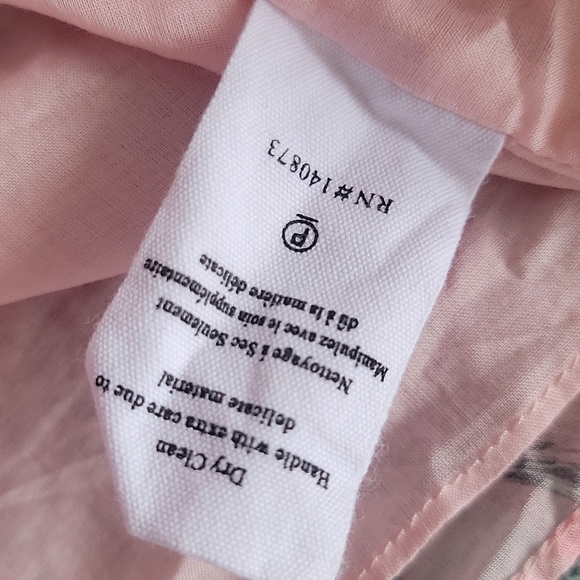 Dry Clean
Handle with extra care due to
delicate material
Nettoyage á Sec Seulement
Manipulez avec le soin supplémentaire
dû á la matière délicate
P
RN#140873